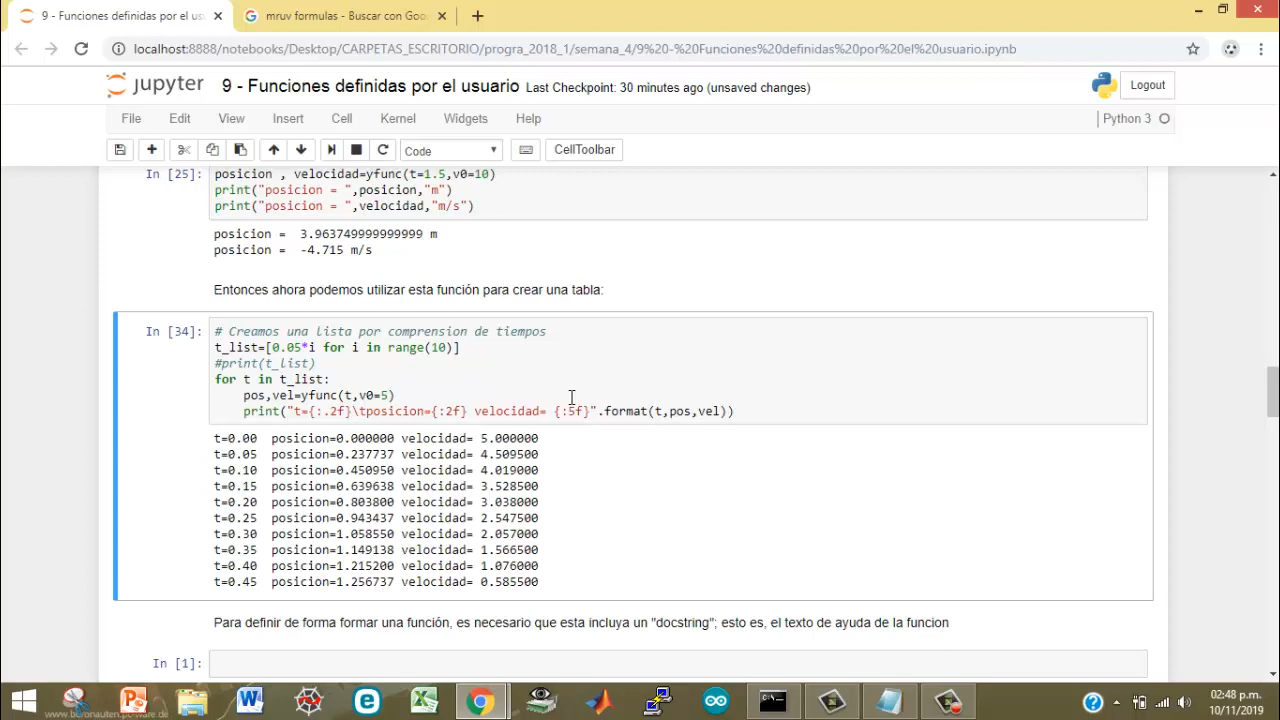 9 - Funciones definidas por el us
mruv formulas - Buscar con Goo
localhost:8888/notebooks/Desktop/CARPETAS_ESCRITORIO/progra_2018_1/semana_4/9%20-%20Funciones%20definidas%20por%20el%20usuario.ipynb
jupyter 9 - Funciones definidas por el usuario Last Checkpoint: 30 minutes ago (unsaved changes) Logout
File Edit View Insert Cell Kernel Widgets Help Python 3
Code CellToolbar
In [25]: posicion , velocidad=yfunc(t=1.5,v0=10)
print("posicion = ",posicion,"m")
print("posicion = ",velocidad,"m/s")
posicion =  3.963749999999999 m
posicion =  -4.715 m/s
Entonces ahora podemos utilizar esta función para crear una tabla:
In [34]: # Creamos una lista por comprension de tiempos
t_list=[0.05*i for i in range(10)]
#print(t_list)
for t in t_list:
    pos,vel=yfunc(t,v0=5)
    print("t={:.2f}\tposicion={:2f} velocidad= {:5f}".format(t,pos,vel))
t=0.00  posicion=0.000000 velocidad= 5.000000
t=0.05  posicion=0.237737 velocidad= 4.509500
t=0.10  posicion=0.450950 velocidad= 4.019000
t=0.15  posicion=0.639638 velocidad= 3.528500
t=0.20  posicion=0.803800 velocidad= 3.038000
t=0.25  posicion=0.943437 velocidad= 2.547500
t=0.30  posicion=1.058550 velocidad= 2.057000
t=0.35  posicion=1.149138 velocidad= 1.566500
t=0.40  posicion=1.215200 velocidad= 1.076000
t=0.45  posicion=1.256737 velocidad= 0.585500
Para definir de forma formar una función, es necesario que esta incluya un "docstring"; esto es, el texto de ayuda de la funcion
In [1]:
02:48 p.m.
10/11/2019